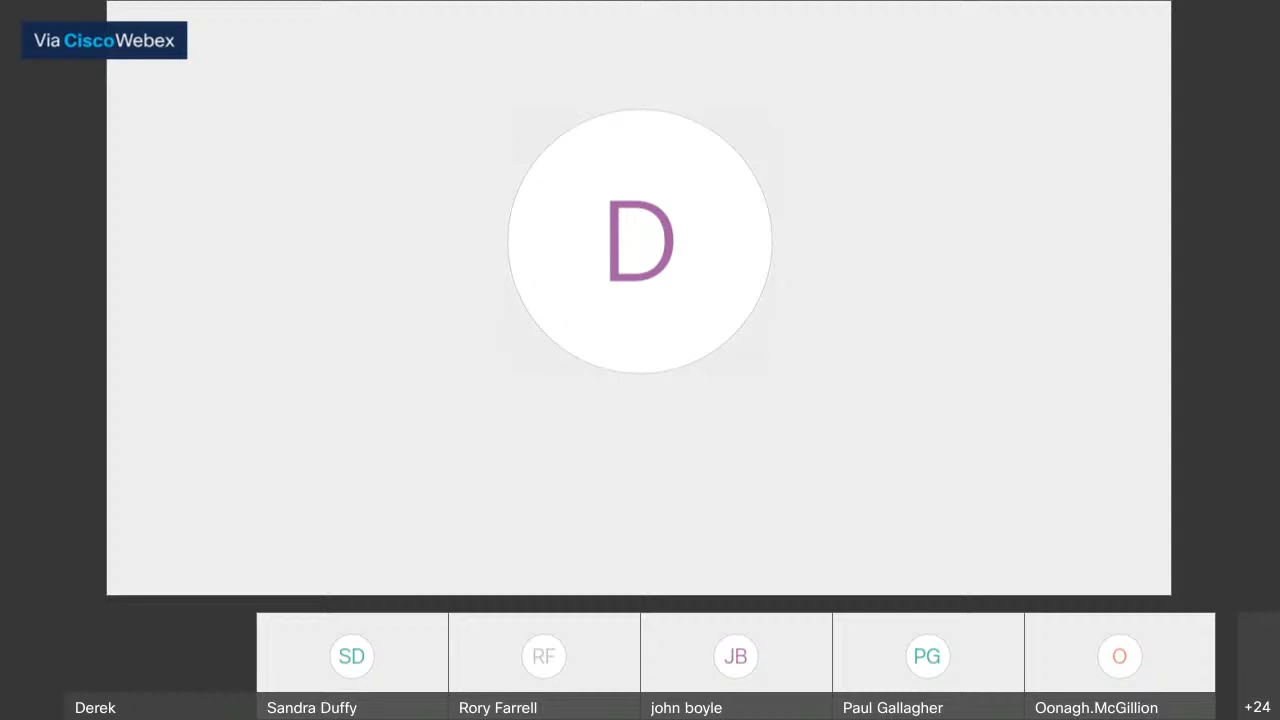 Via CiscoWebex
D
SD
RF
JB
PG
O
Derek
Sandra Duffy
Rory Farrell
john boyle
Paul Gallagher
Oonagh.McGillion
+24